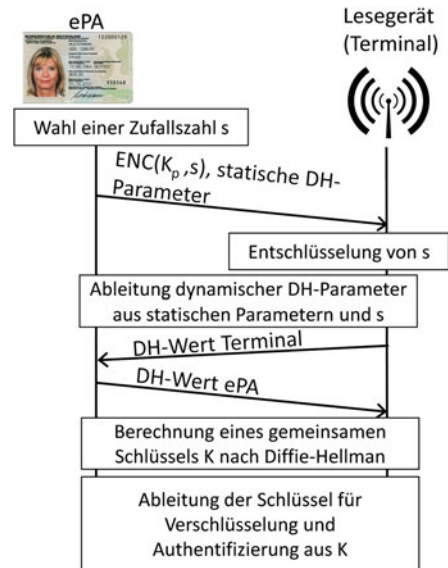 ePA
Lesegerät
(Terminal)
Wahl einer Zufallszahl s
ENC(Kₚ,s), statische DH-
Parameter
Entschlüsselung von s
Ableitung dynamischer DH-Parameter
aus statischen Parametern und s
DH-Wert Terminal
DH-Wert ePA
Berechnung eines gemeinsamen
Schlüssels K nach Diffie-Hellman
Ableitung der Schlüssel für
Verschlüsselung und
Authentifizierung aus K